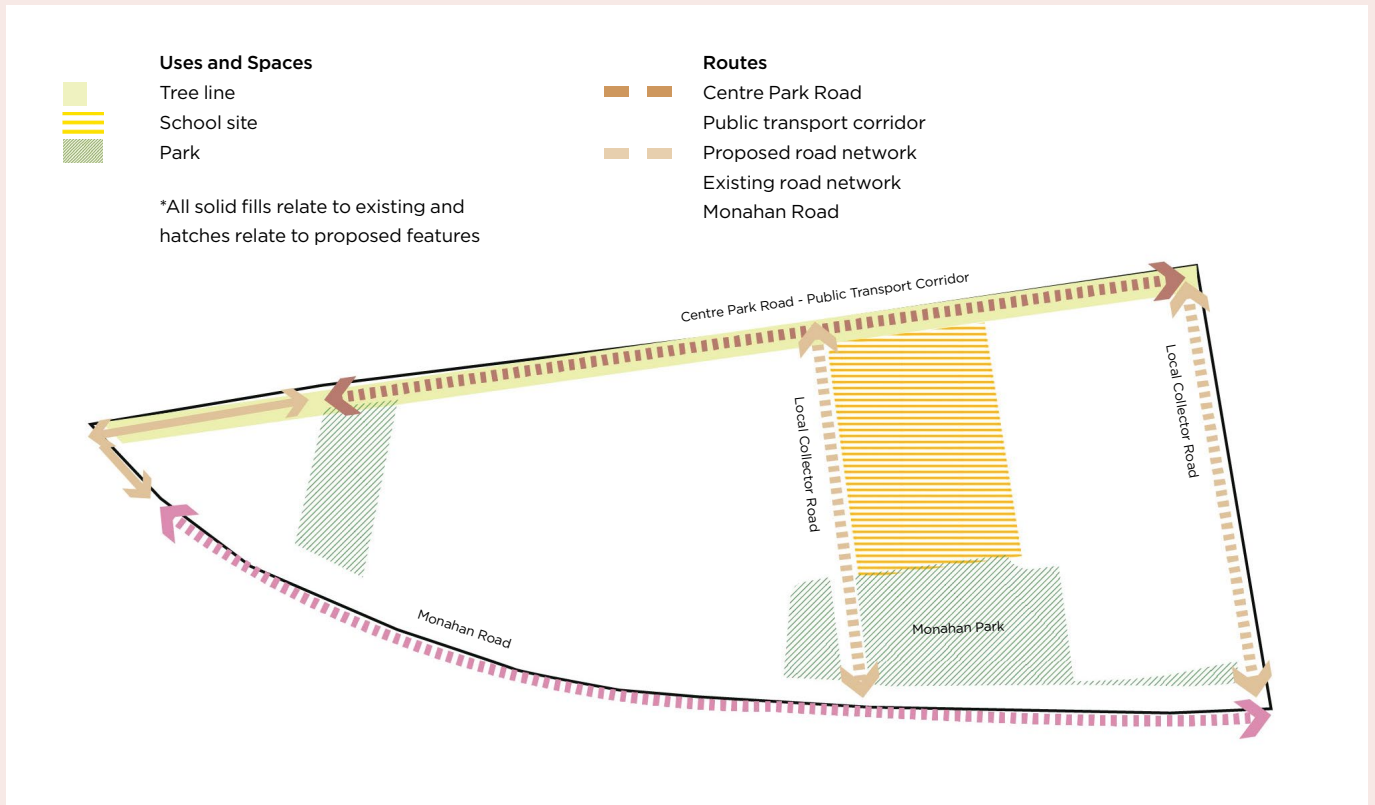 Uses and Spaces
Tree line
School site
Park
*All solid fills relate to existing and
hatches relate to proposed features
Routes
Centre Park Road
Public transport corridor
Proposed road network
Existing road network
Monahan Road
Centre Park Road - Public Transport Corridor
Local Collector Road
Local Collector Road
Monahan Road
Monahan Park